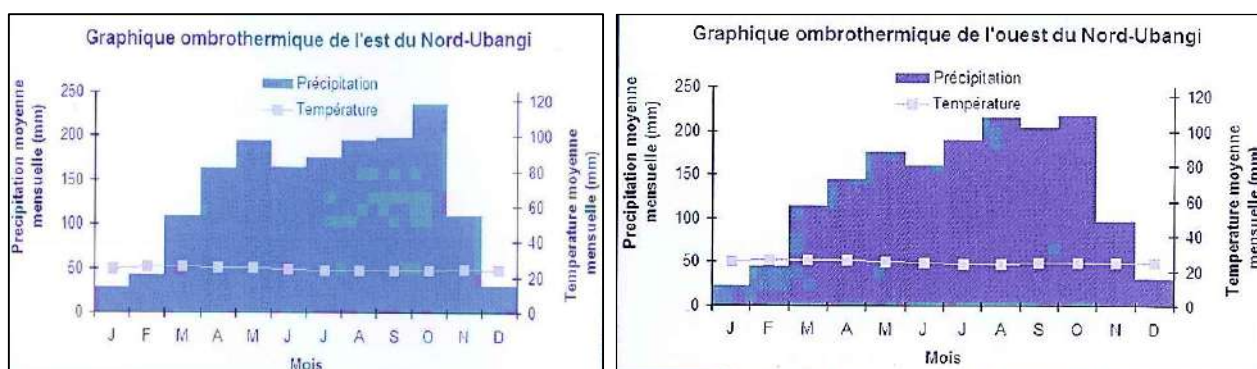 Graphique ombrothermique de l'est du Nord-Ubangi
Précipitation
Température
Précipitation moyenne
mensuelle (mm)
250
200
150
100
50
0
Temperature moyenne
mensuelle (mm)
120
100
80
60
40
20
0
J F M A M J J A S O N D
Mois
Graphique ombrothermique de l'ouest du Nord-Ubangi
Précipitation
Température
Précipitation moyenne
mensuelle (mm)
250
200
150
100
50
0
Temperature moyenne
mensuelle (mm)
120
100
80
60
40
20
0
J F M A M J J A S O N D
Mois